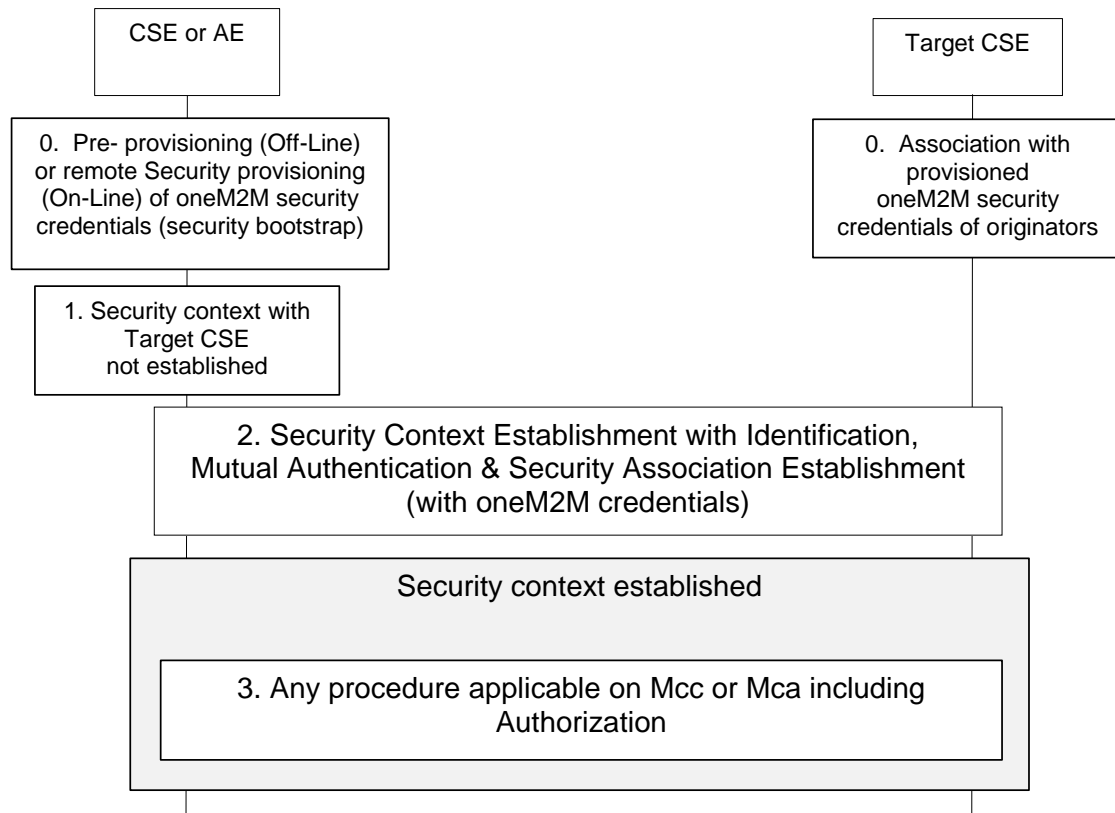 CSE or AE
Target CSE
0. Pre- provisioning (Off-Line)
or remote Security provisioning
(On-Line) of oneM2M security
credentials (security bootstrap)
0. Association with
provisioned
oneM2M security
credentials of originators
1. Security context with
Target CSE
not established
2. Security Context Establishment with Identification,
Mutual Authentication & Security Association Establishment
(with oneM2M credentials)
Security context established
3. Any procedure applicable on Mcc or Mca including
Authorization